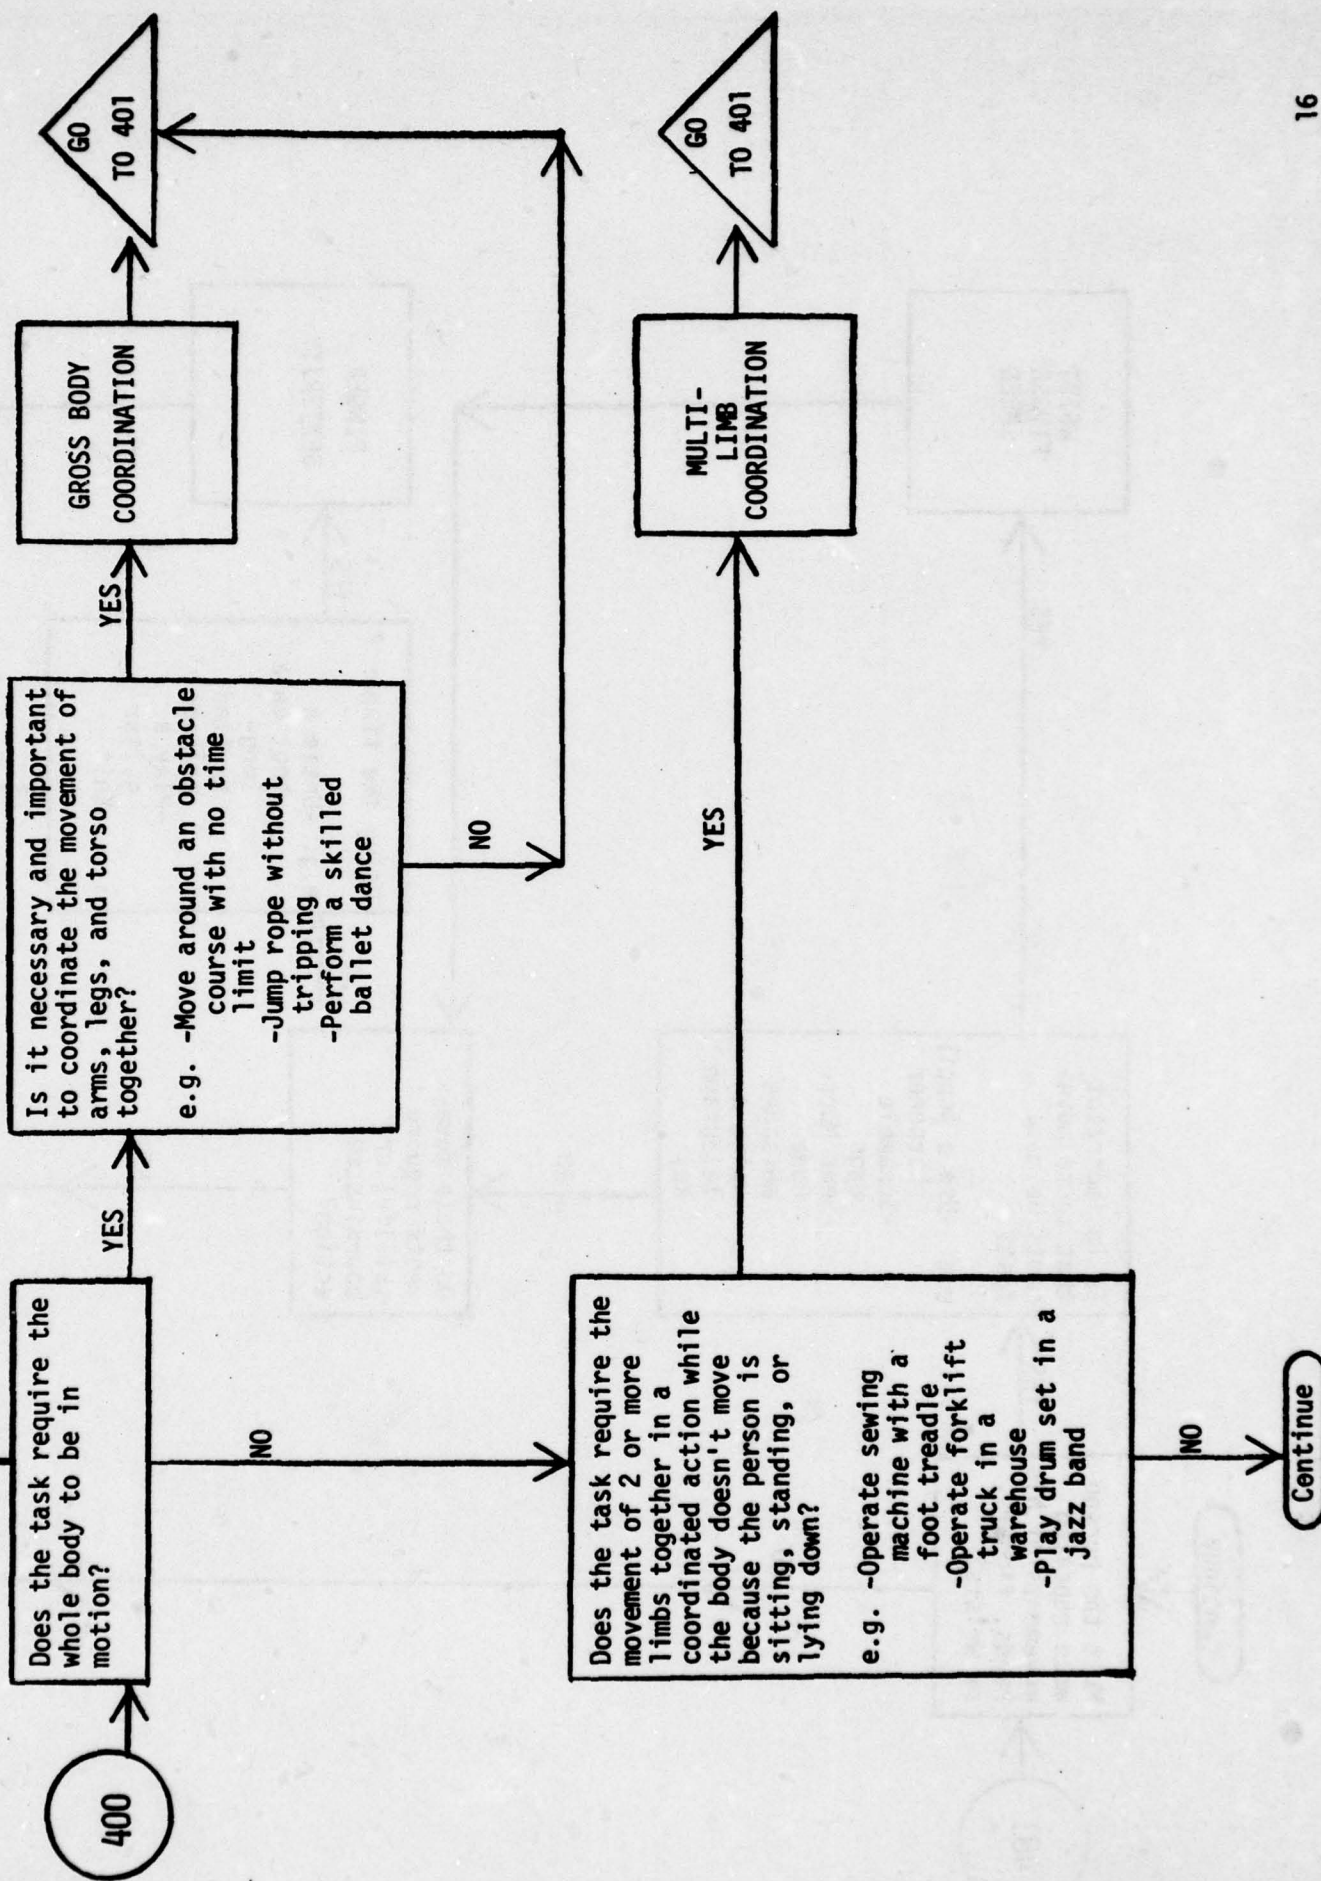 400
Does the task require the
whole body to be in
motion?
YES
Is it necessary and important
to coordinate the movement of
arms, legs, and torso
together?
e.g. -Move around an obstacle
course with no time
limit
-Jump rope without
tripping
-Perform a skilled
ballet dance
YES
GROSS BODY
COORDINATION
GO
TO 401
NO
NO
Does the task require the
movement of 2 or more
limbs together in a
coordinated action while
the body doesn't move
because the person is
sitting, standing, or
lying down?
e.g. -Operate sewing
machine with a
foot treadle
-Operate forklift
truck in a
warehouse
-Play drum set in a
jazz band
YES
MULTI-
LIMB
COORDINATION
GO
TO 401
NO
Continue
16